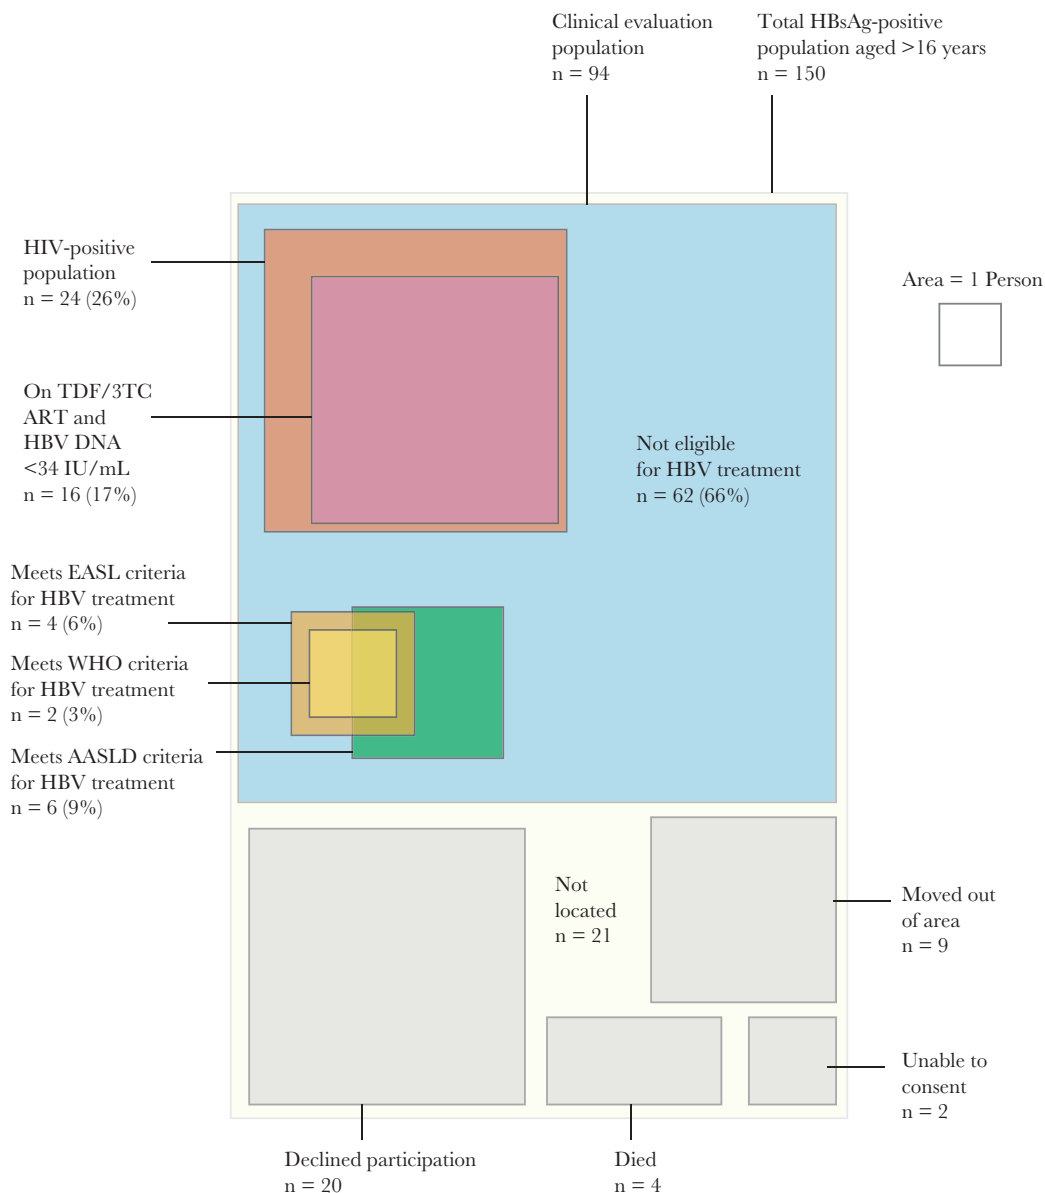 Clinical evaluation
population
n = 94
Total HBsAg-positive
population aged >16 years
n = 150
HIV-positive
population
n = 24 (26%)
Area = 1 Person
On TDF/3TC
ART and
HBV DNA
<34 IU/mL
n = 16 (17%)
Not eligible
for HBV treatment
n = 62 (66%)
Meets EASL criteria
for HBV treatment
n = 4 (6%)
Meets WHO criteria
for HBV treatment
n = 2 (3%)
Meets AASLD criteria
for HBV treatment
n = 6 (9%)
Not
located
n = 21
Moved out
of area
n = 9
Unable to
consent
n = 2
Declined participation
n = 20
Died
n = 4